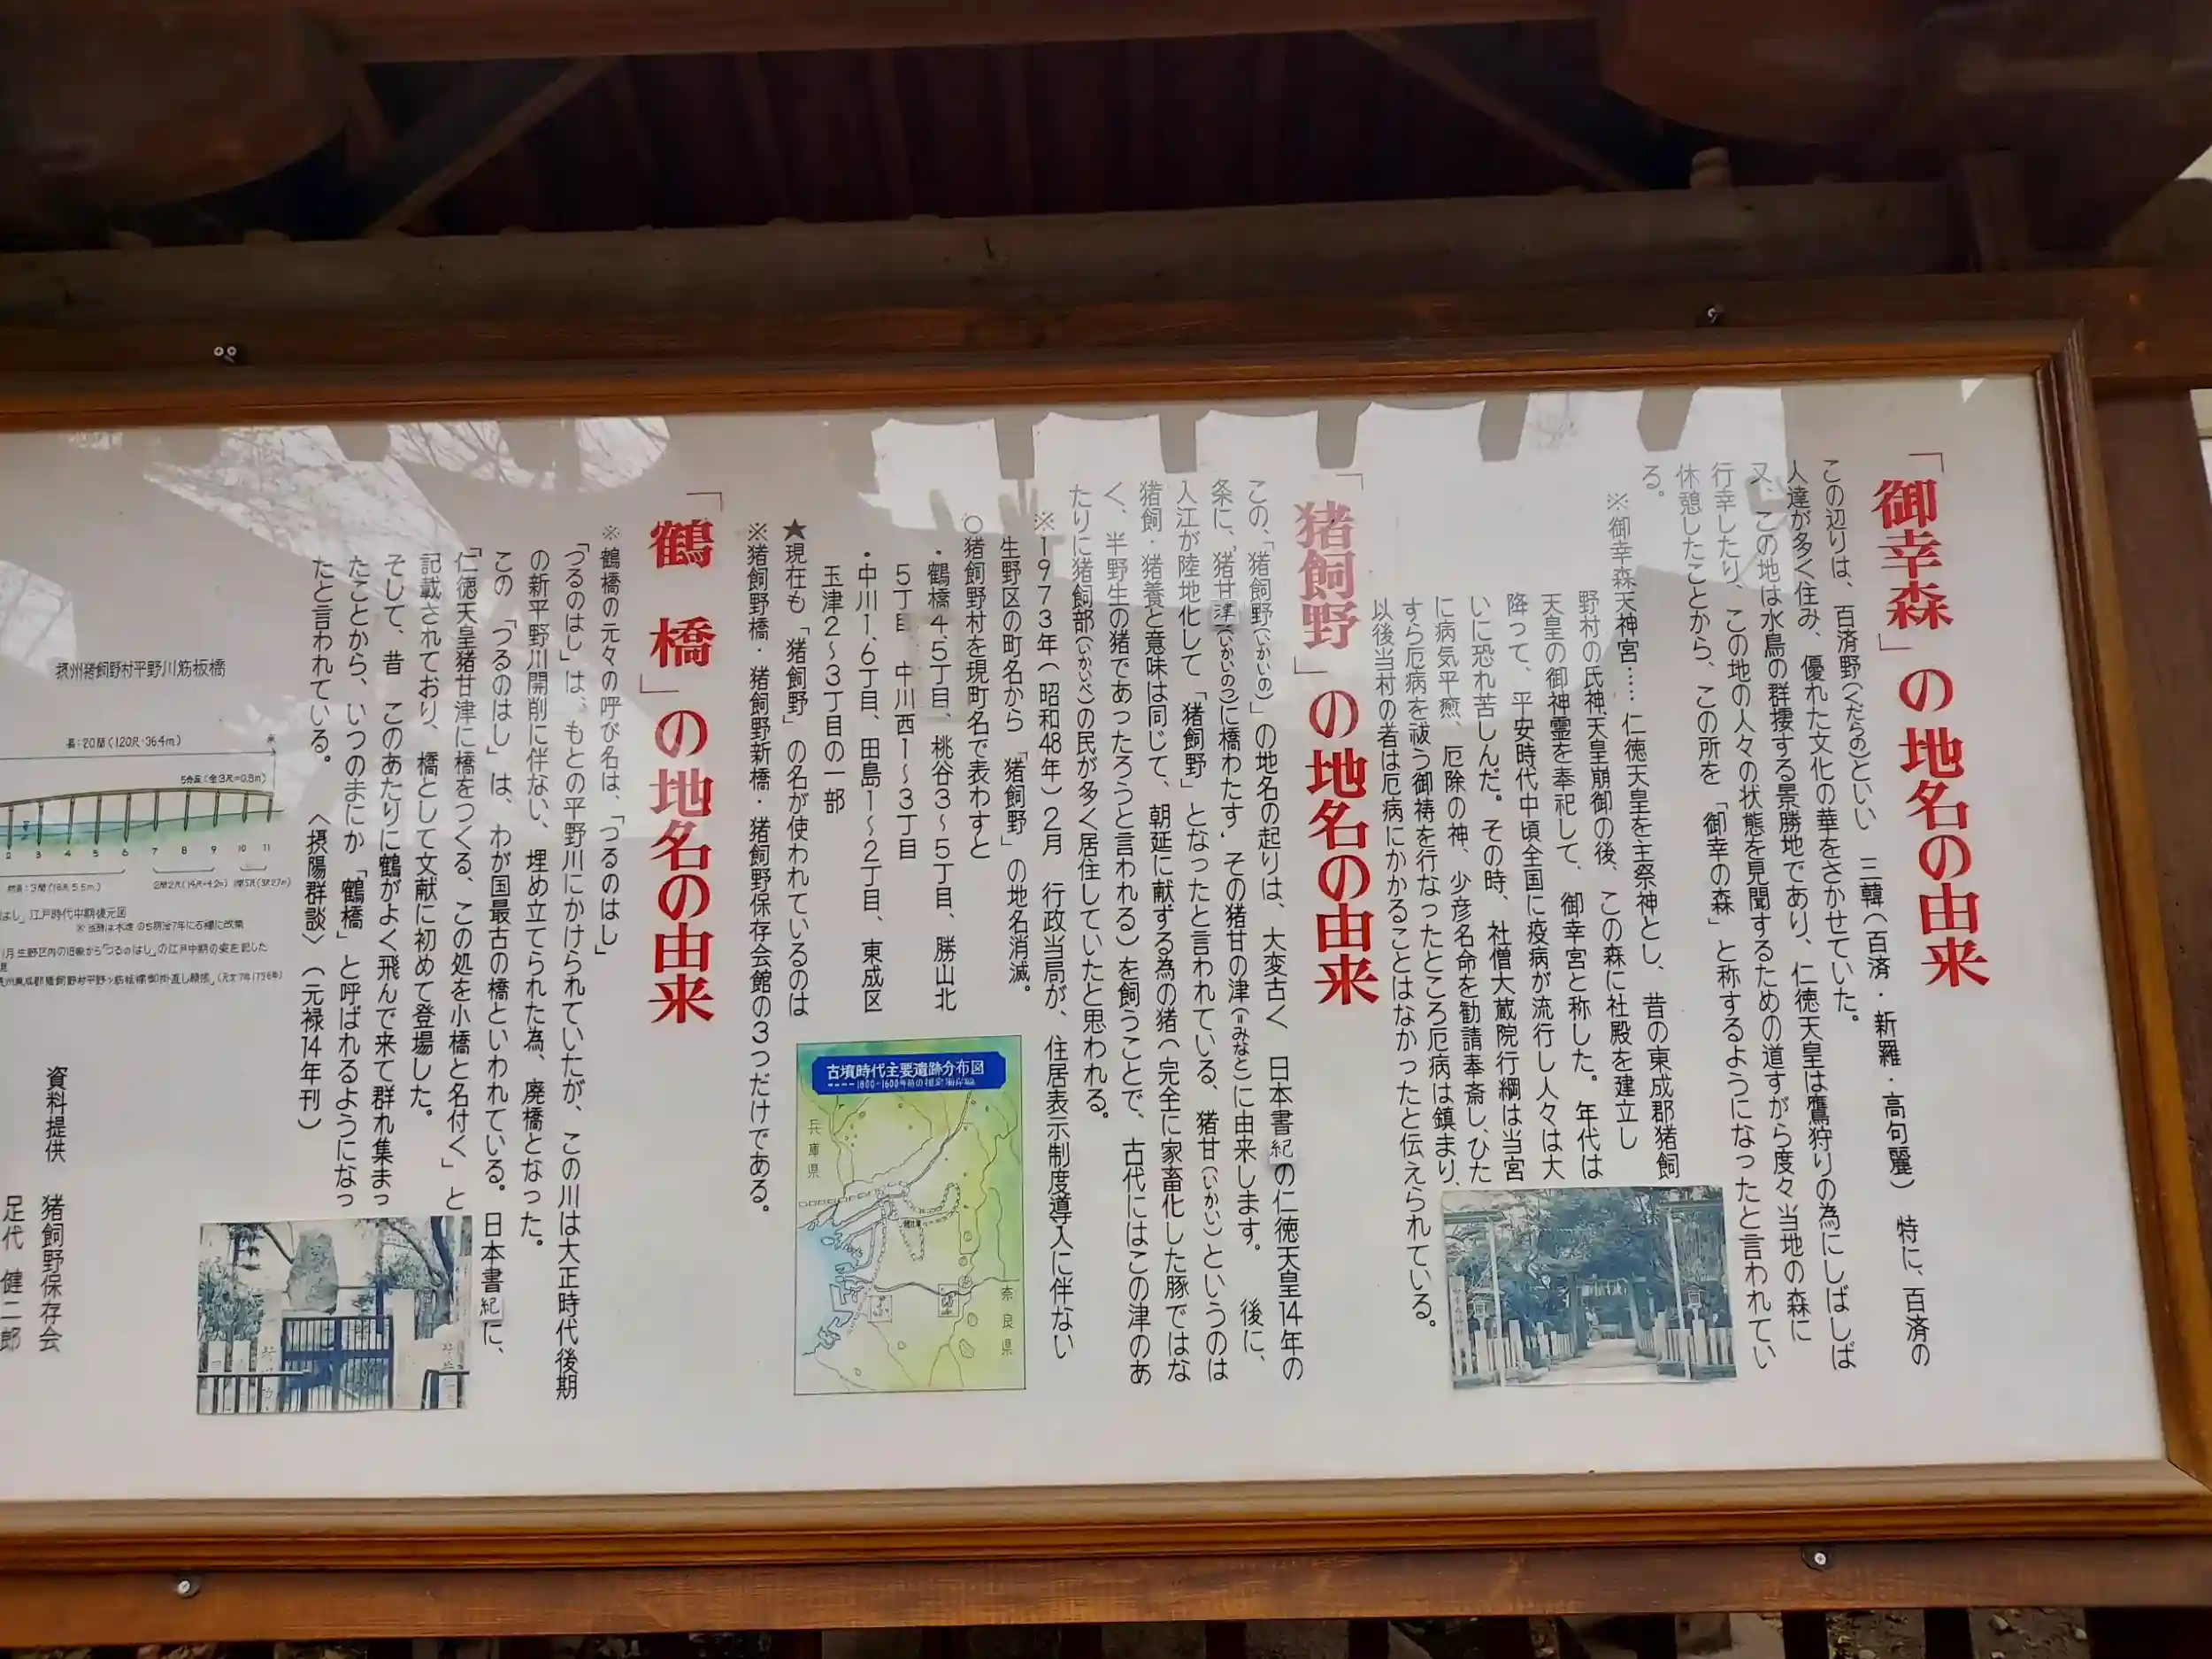 「御幸森」の地名の由来
この辺りは、百済野(くだらの)といい 三韓(百済・新羅・高句麗) 特に、百済の
人達が多く住み、優れた文化の華をさかせていた。
又、この地は水鳥の群捿する景勝地であり、仁徳天皇は鷹狩りの為にしばしば
行幸したり、この地の人々の状態を見聞するための道すがら度々当地の森に
休憩したことから、この所を「御幸の森」と称するようになったと言われてい
る。
※御幸森天神宮…… 仁徳天皇を主祭神とし、昔の東成郡猪飼
野村の氏神、天皇崩御の後、この森に社殿を建立し
天皇の御神霊を奉祀して、御幸宮と称した。年代は
降って、平安時代中頃全国に疫病が流行し人々は大
いに恐れ苦しんだ。その時、社僧大蔵院行綱は当宮
に病気平癒、厄除の神、少彦名命を勧請奉斎し、ひた
すら厄病を祓う御祷を行なったところ厄病は鎮まり、
以後当村の者は厄病にかかることはなかったと伝えられている。
「猪飼野」の地名の由来
この、「猪飼野(いかいの)」の地名の起りは、大変古く 日本書紀の仁徳天皇14年の
条に、「猪甘津(いかいのつ)に橋わたす、その猪甘の津(=みなと)に由来します。 後に、
入江が陸地化して「猪飼野」となったと言われている、猪甘(いかい)というのは
猪飼・猪養と意味は同じて、朝廷に献ずる為の猪(完全に家畜化した豚ではな
く、半野生の猪であったろうと言われる)を飼うことで、古代にはこの津のあ
たりに猪飼部(いかいべ)の民が多く居住していたと思われる。
※1973年(昭和48年)2月 行政当局が、住居表示制度導入に伴ない
生野区の町名から 「猪飼野」の地名消滅。
○猪飼野村を現町名で表わすと
・鶴橋4、5丁目、桃谷3〜5丁目、勝山北
5丁目 中川西1〜3丁目
・中川1、6丁目、田島1〜2丁目、東成区
玉津2〜3丁目の一部
★現在も「猪飼野」の名が使われているのは
※猪飼野橋・猪飼野新橋・猪飼野保存会館の3つだけである。
古墳時代主要遺跡分布図
兵庫県
奈良県
「鶴 橋」の地名の由来
※鶴橋の元々の呼び名は、「つるのはし」
「つるのはし」は、もとの平野川にかけられていたが、この川は大正時代後期
の新平野川開削に伴ない、埋め立てられた為、廃橋となった。
この「つるのはし」は、わが国最古の橋といわれている。日本書紀に、
「仁徳天皇猪甘津に橋をつくる、この処を小橋と名付く」と
記載されており、橋として文献に初めて登場した。
そして、昔 このあたりに鶴がよく飛んで来て群れ集まっ
たことから、いつのまにか「鶴橋」と呼ばれるようになっ
たと言われている。 〈摂陽群談〉(元禄14年刊)
摂州猪飼野村平野川筋板橋
長:20間(120尺・36.4m)
2 3 4 5 6 7 8 9 10 11
はし」江戸時代中期復元図
資料提供 猪飼野保存会
足代 健二郎